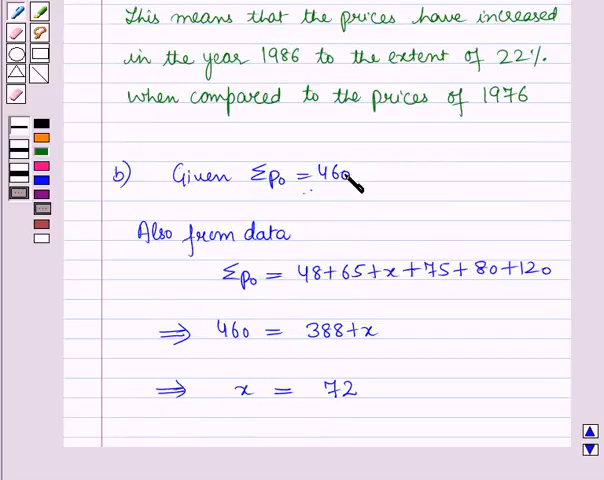 This means that the prices have increased
in the year 1986 to the extent of 22%.
when compared to the prices of 1976
b) Given Σp₀ = 460
Also from data
Σp₀ = 48+65+x+75+80+120
⇒ 460 = 388+x
⇒ x = 72